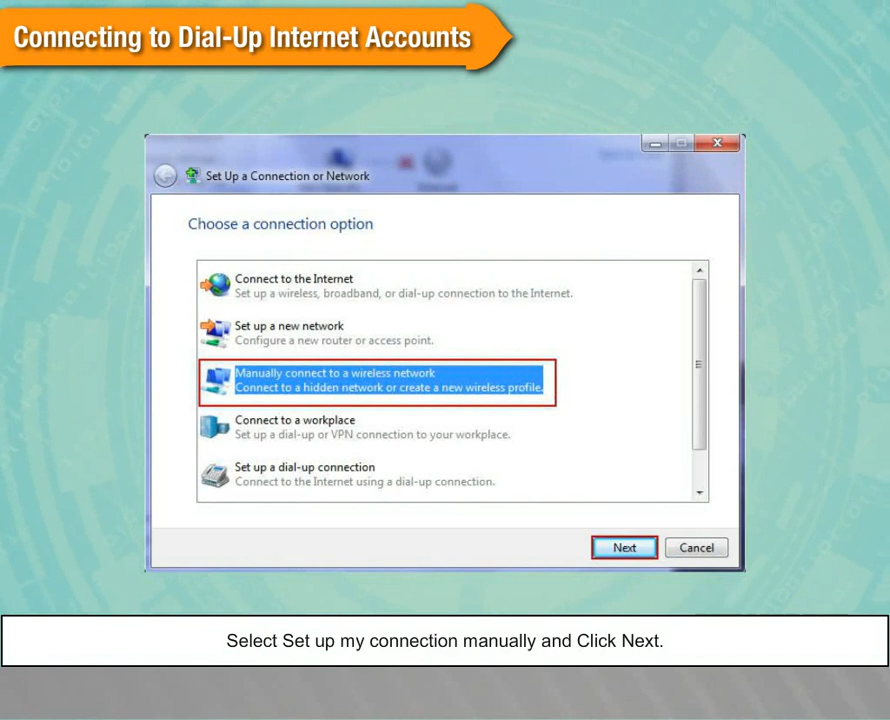 Connecting to Dial-Up Internet Accounts
Set Up a Connection or Network
Choose a connection option
Connect to the Internet
Set up a wireless, broadband, or dial-up connection to the Internet.
Set up a new network
Configure a new router or access point.
Manually connect to a wireless network
Connect to a hidden network or create a new wireless profile.
Connect to a workplace
Set up a dial-up or VPN connection to your workplace.
Set up a dial-up connection
Connect to the Internet using a dial-up connection.
Next
Cancel
Select Set up my connection manually and Click Next.